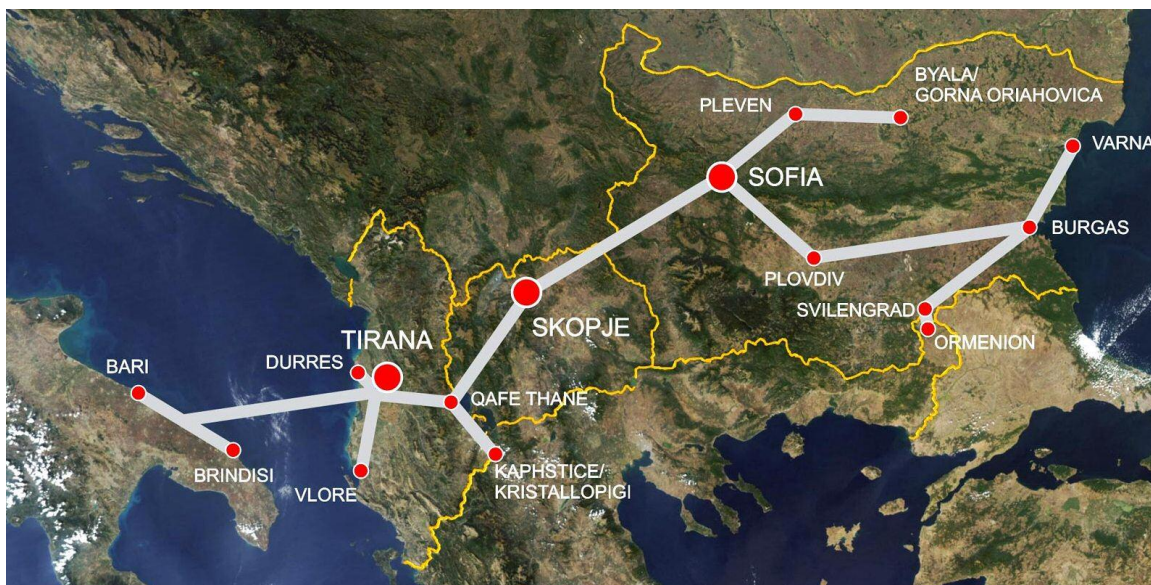 BYALA/
GORNA ORIAHOVICA
PLEVEN
VARNA
SOFIA
BURGAS
PLOVDIV
SVILENGRAD
SKOPJE
ORMENION
TIRANA
DURRES
BARI
QAFE THANE
BRINDISI
VLORE
KAPHSTICE/
KRISTALLOPIGI